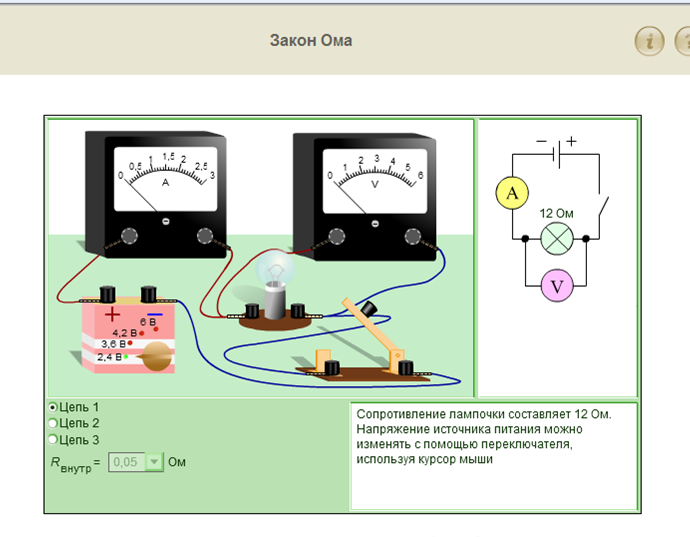 Закон Ома
i
?
0 0,5 1 1,5 2 2,5 3
A
0 1 2 3 4 5 6
V
− +
A
12 Ом
V
+ −
6 В
4,2 В
3,6 В
2,4 В
Цепь 1
Цепь 2
Цепь 3
Rвнутр = 0,05 Ом
Сопротивление лампочки составляет 12 Ом.
Напряжение источника питания можно
изменять с помощью переключателя,
используя курсор мыши